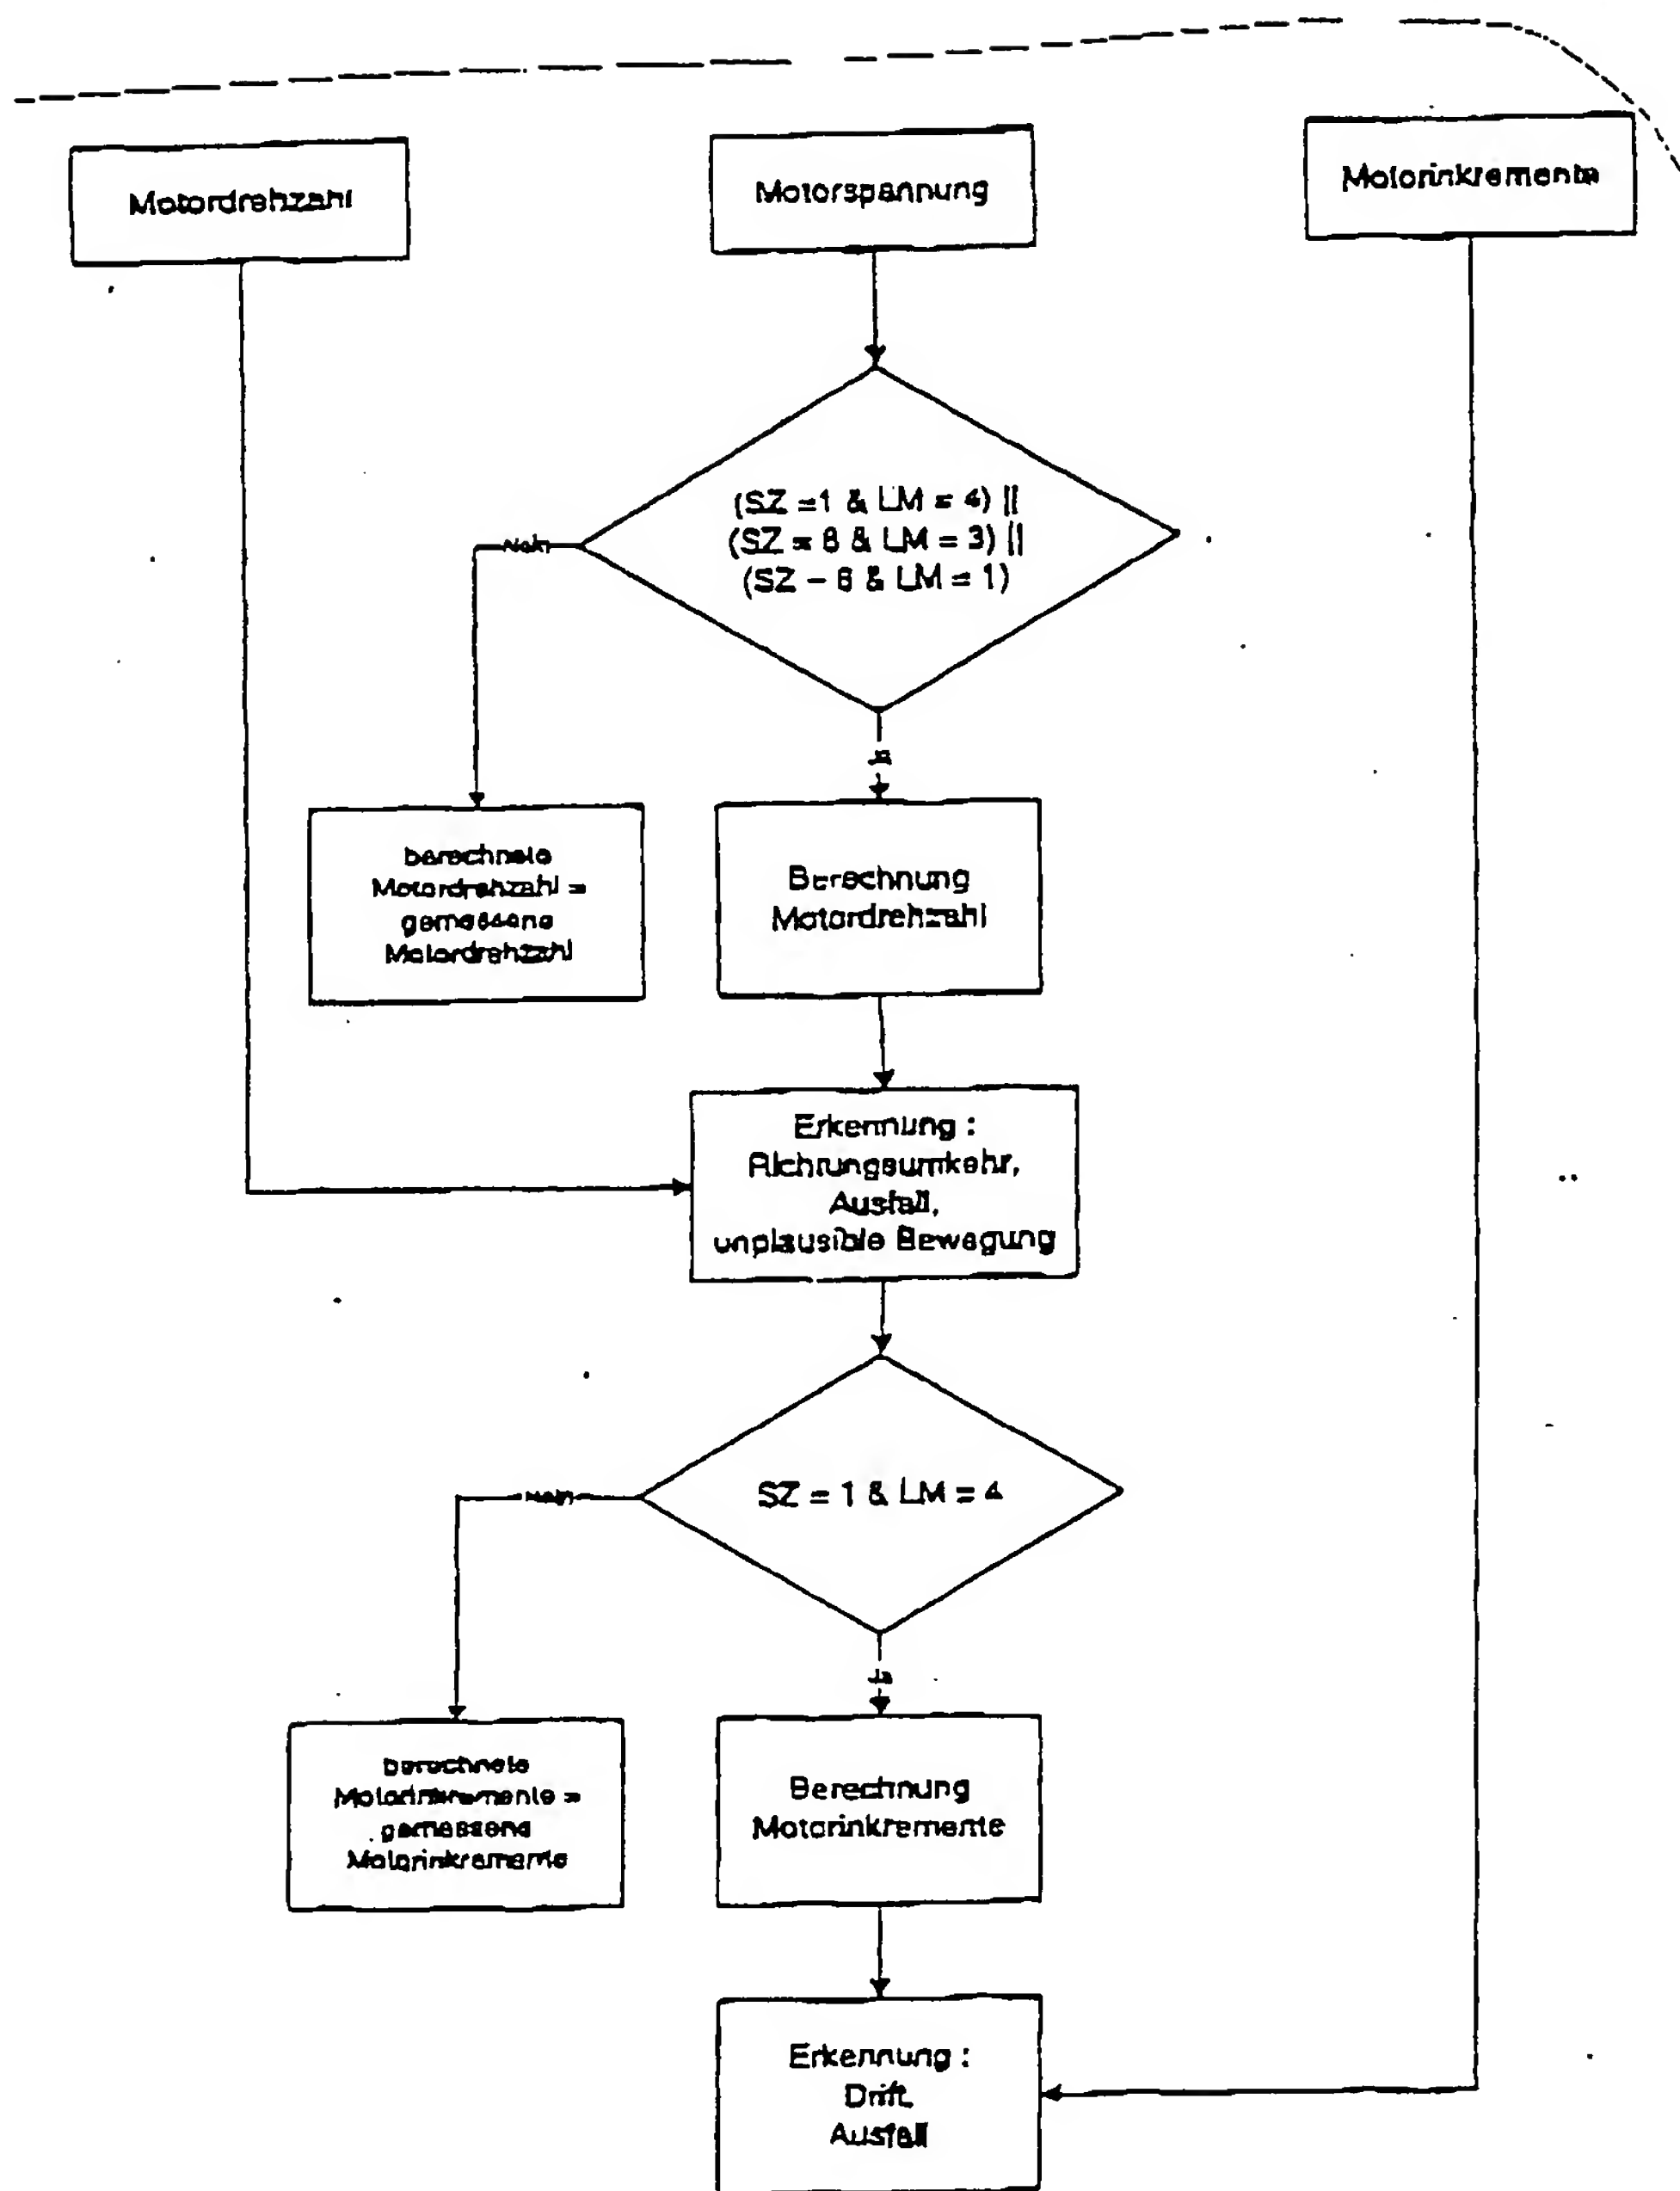 Motordrehzahl
Motorspannung
Motorinkremente
(SZ =1 & LM = 4) ||
(SZ = 8 & LM = 3) ||
(SZ – 6 & LM = 1)
Nein
Ja
berechnete
Motordrehzahl =
gemessene
Motordrehzahl
Berechnung
Motordrehzahl
Erkennung :
Richrungsumkehr,
Ausfall,
unplausible Bewegung
SZ = 1 & LM = 4
Nein
Ja
berechnete
Motorinkremente =
gemessene
Motorinkremente
Berechnung
Motorinkremente
Erkennung :
Drift,
Ausfall